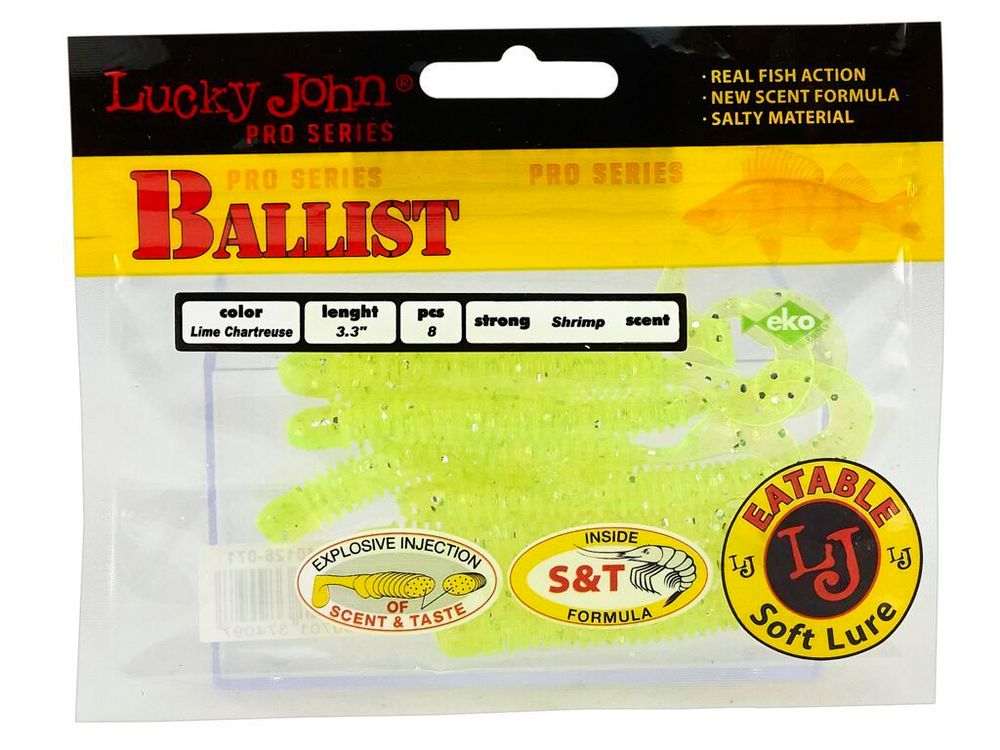 Lucky John®
PRO SERIES
· REAL FISH ACTION
· NEW SCENT FORMULA
· SALTY MATERIAL
PRO SERIES
PRO SERIES
BALLIST
color
Lime Chartreuse
lenght
3.3"
pcs
8
strong Shrimp scent
eko
EXPLOSIVE INJECTION
OF
SCENT & TASTE
INSIDE
S&T
FORMULA
EATABLE
LJ
LJ
LJ
Soft Lure